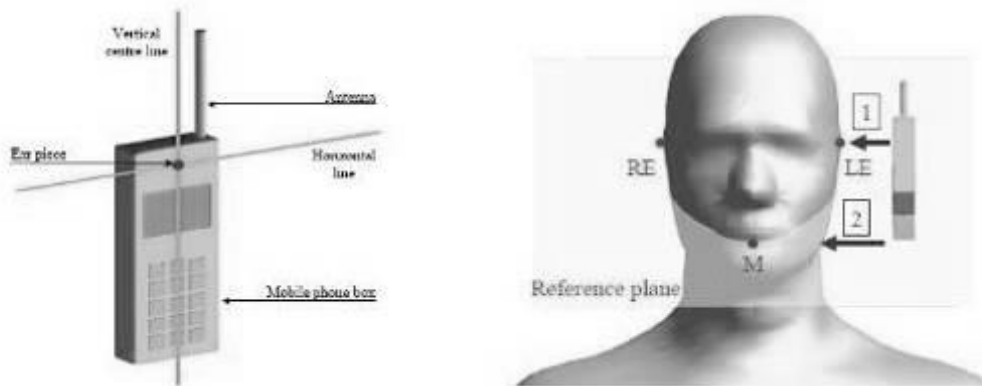 Vertical
centre line
Antenna
Ear piece
Horizontal
line
Mobile phone box
1
RE
LE
2
M
Reference plane